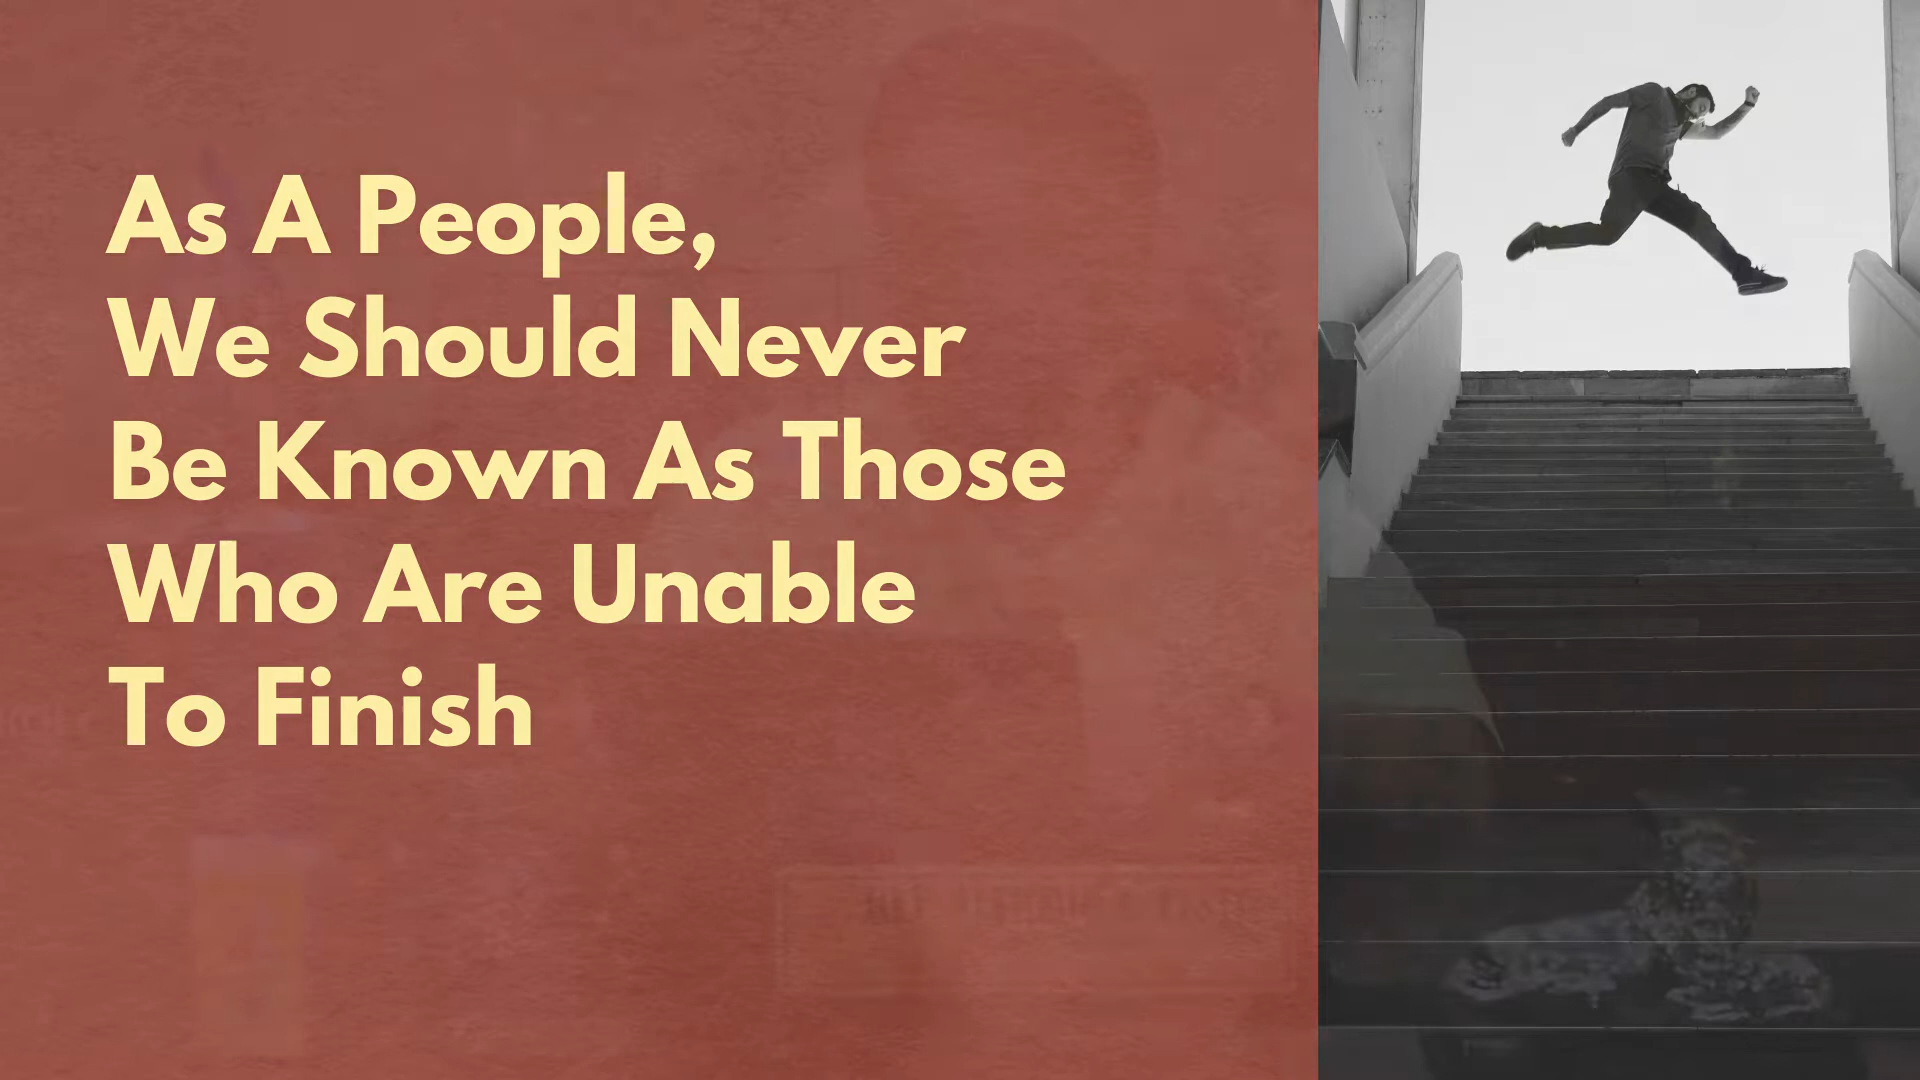 As A People,
We Should Never
Be Known As Those
Who Are Unable
To Finish